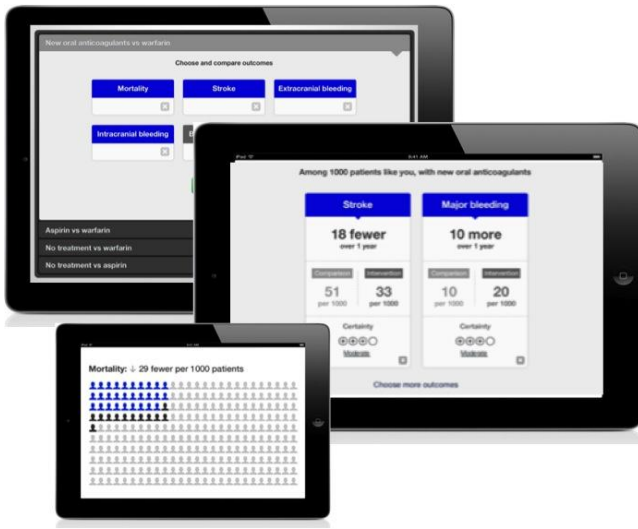 New oral anticoagulants vs warfarin
Choose and compare outcomes
Mortality
Stroke
Extracranial bleeding
Intracranial bleeding
B
Aspirin vs warfarin
No treatment vs warfarin
No treatment vs aspirin
iPad
9:41 AM
Among 1000 patients like you, with new oral anticoagulants
Stroke
18 fewer
over 1 year
Comparison
Intervention
51
per 1000
33
per 1000
Certainty
Moderate
Major bleeding
10 more
over 1 year
Comparison
Intervention
10
per 1000
20
per 1000
Certainty
Moderate
Choose more outcomes
Mortality: ↓ 29 fewer per 1000 patients